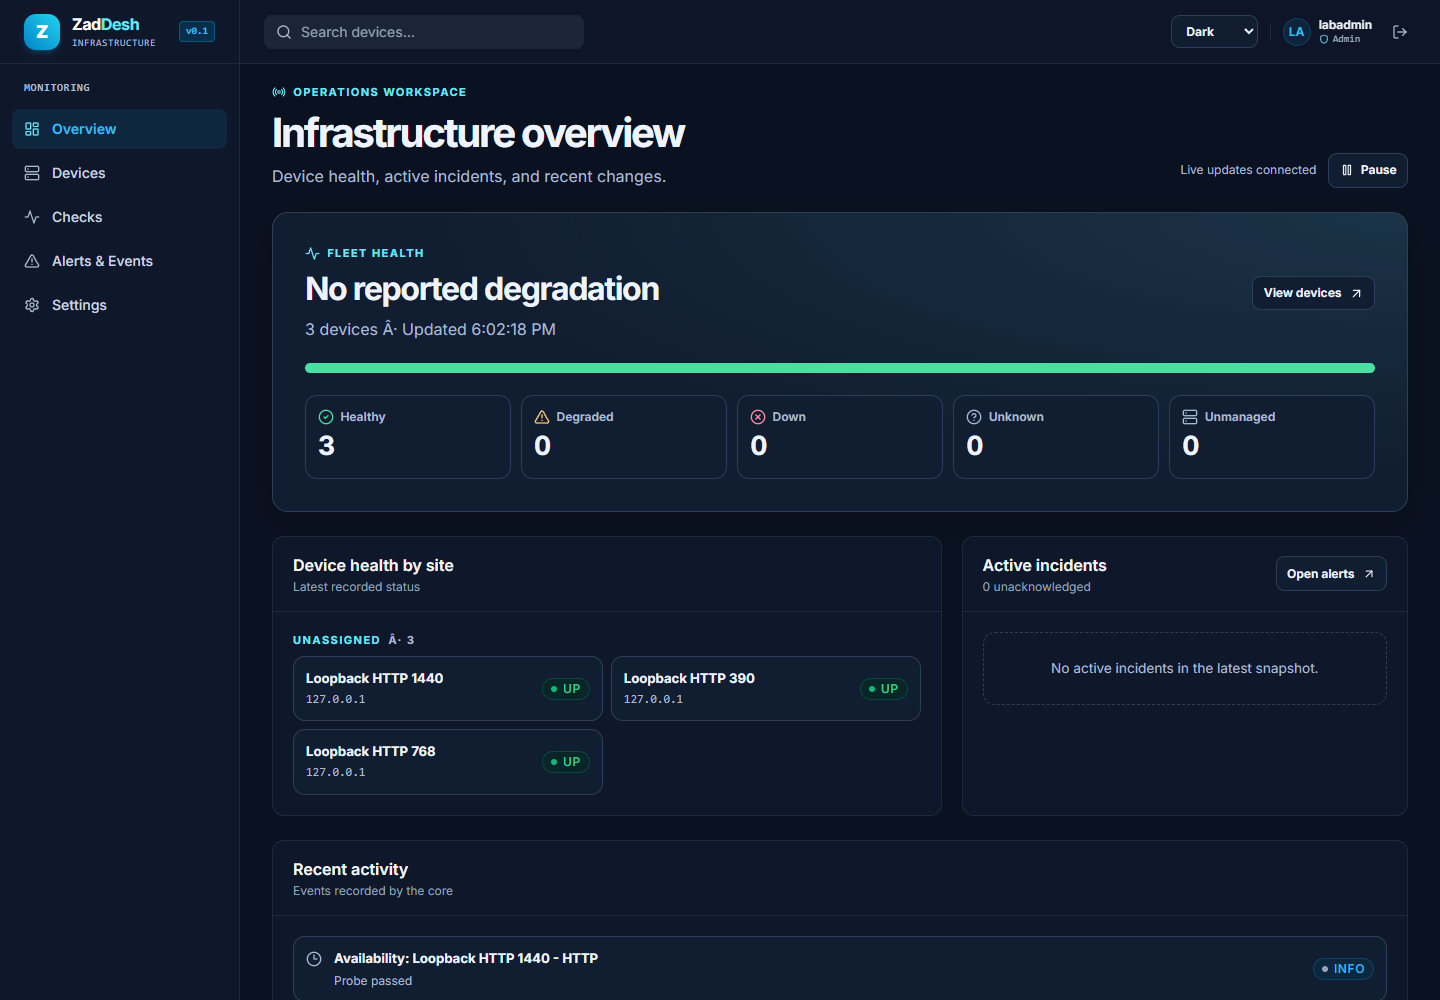 Z
ZadDesh
INFRASTRUCTURE
v0.1
Search devices...
Dark
LA
labadmin
Admin
MONITORING
Overview
Devices
Checks
Alerts & Events
Settings
OPERATIONS WORKSPACE
Infrastructure overview
Device health, active incidents, and recent changes.
Live updates connected
Pause
FLEET HEALTH
No reported degradation
3 devices Â· Updated 6:02:18 PM
View devices
Healthy
3
Degraded
0
Down
0
Unknown
0
Unmanaged
0
Device health by site
Latest recorded status
UNASSIGNED Â· 3
Loopback HTTP 1440
127.0.0.1
UP
Loopback HTTP 390
127.0.0.1
UP
Loopback HTTP 768
127.0.0.1
UP
Active incidents
0 unacknowledged
Open alerts
No active incidents in the latest snapshot.
Recent activity
Events recorded by the core
Availability: Loopback HTTP 1440 - HTTP
Probe passed
INFO